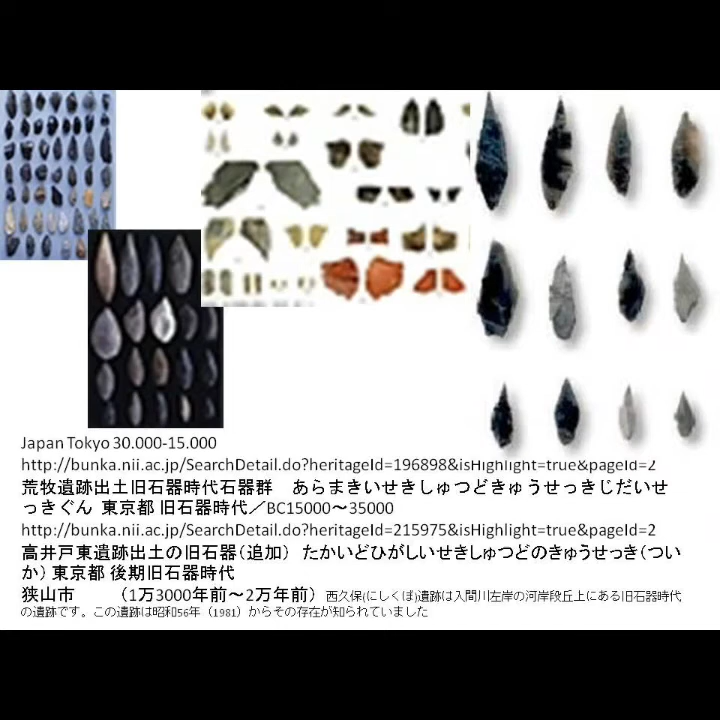 Japan Tokyo 30.000-15.000
http://bunka.nii.ac.jp/SearchDetail.do?heritageId=196898&isHighlight=true&pageId=2
荒牧遺跡出土旧石器時代石器群　あらまきいせきしゅつどきゅうせっきじだいせ
っきぐん 東京都 旧石器時代／BC15000～35000
http://bunka.nii.ac.jp/SearchDetail.do?heritageId=215975&isHighlight=true&pageId=2
高井戸東遺跡出土の旧石器（追加） たかいどひがしいせきしゅつどのきゅうせっき（つい
か） 東京都 後期旧石器時代
狭山市　　（1万3000年前～2万年前）西久保(にしくぼ)遺跡は入間川左岸の河岸段丘上にある旧石器時代
の遺跡です。この遺跡は昭和56年（1981）からその存在が知られていました